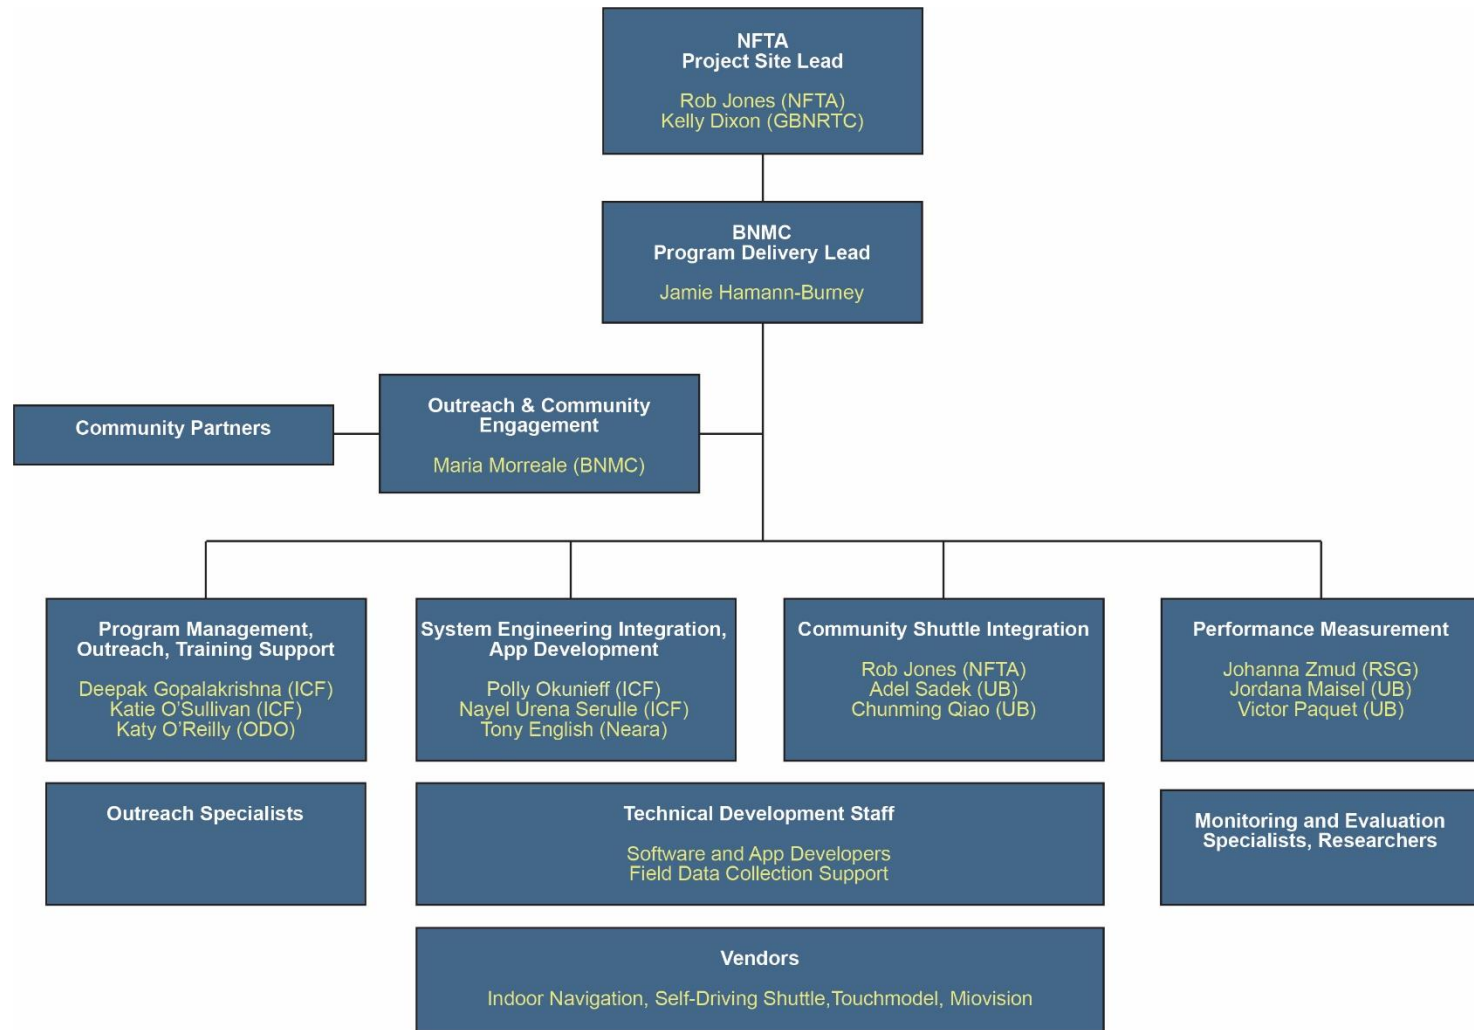 NFTA
Project Site Lead
Rob Jones (NFTA)
Kelly Dixon (GBNRTC)
BNMC
Program Delivery Lead
Jamie Hamann-Burney
Community Partners
Outreach & Community
Engagement
Maria Morreale (BNMC)
Program Management,
Outreach, Training Support
Deepak Gopalakrishna (ICF)
Katie O'Sullivan (ICF)
Katy O'Reilly (ODO)
System Engineering Integration,
App Development
Polly Okunieff (ICF)
Nayel Urena Serulle (ICF)
Tony English (Neara)
Community Shuttle Integration
Rob Jones (NFTA)
Adel Sadek (UB)
Chunming Qiao (UB)
Performance Measurement
Johanna Zmud (RSG)
Jordana Maisel (UB)
Victor Paquet (UB)
Outreach Specialists
Technical Development Staff
Software and App Developers
Field Data Collection Support
Monitoring and Evaluation
Specialists, Researchers
Vendors
Indoor Navigation, Self-Driving Shuttle,Touchmodel, Miovision